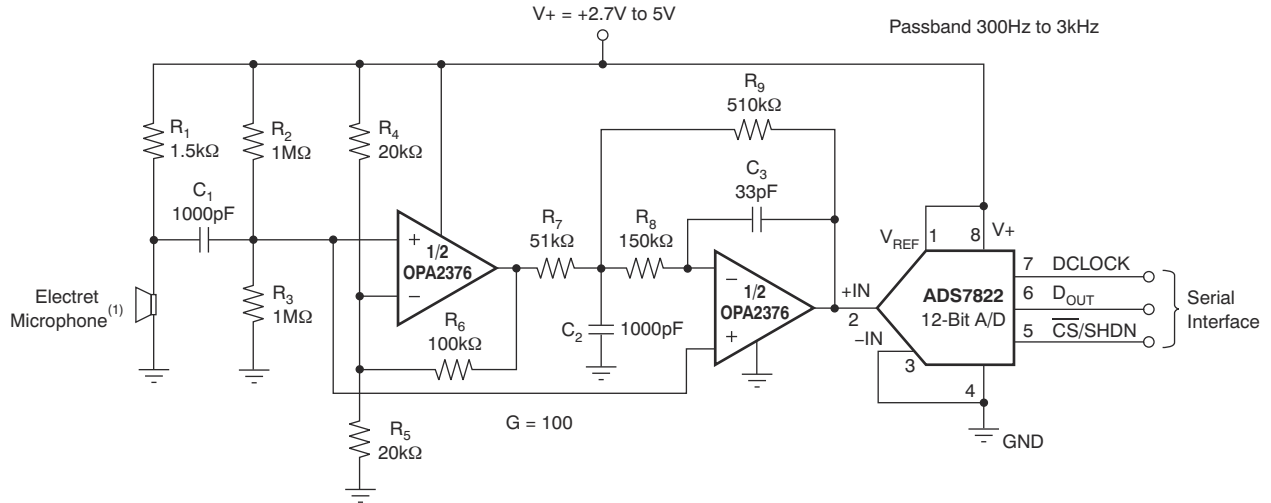 V+ = +2.7V to 5V
Passband 300Hz to 3kHz
R1
1.5kΩ
R2
1MΩ
R4
20kΩ
R9
510kΩ
C3
33pF
C1
1000pF
R7
51kΩ
R8
150kΩ
+
1/2
OPA2376
−
−
1/2
OPA2376
+
VREF
1
8
V+
+IN
2
−IN
3
ADS7822
12-Bit A/D
7
DCLOCK
6
DOUT
5
CS/SHDN
4
Serial
Interface
Electret
Microphone(1)
R3
1MΩ
R6
100kΩ
C2
1000pF
G = 100
R5
20kΩ
GND